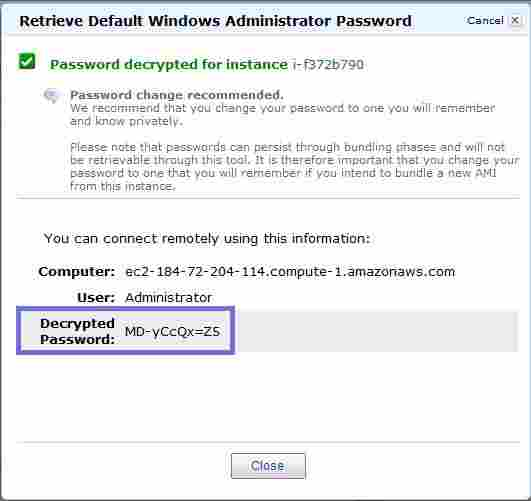 Retrieve Default Windows Administrator Password Cancel
Password decrypted for instance i-f372b790
Password change recommended.
We recommend that you change your password to one you will remember
and know privately.
Please note that passwords can persist through bundling phases and will not
be retrievable through this tool. It is therefore important that you change your
password to one that you will remember if you intend to bundle a new AMI
from this instance.
You can connect remotely using this information:
Computer: ec2-184-72-204-114.compute-1.amazonaws.com
User: Administrator
Decrypted
Password: MD-yCcQx=ZS
Close